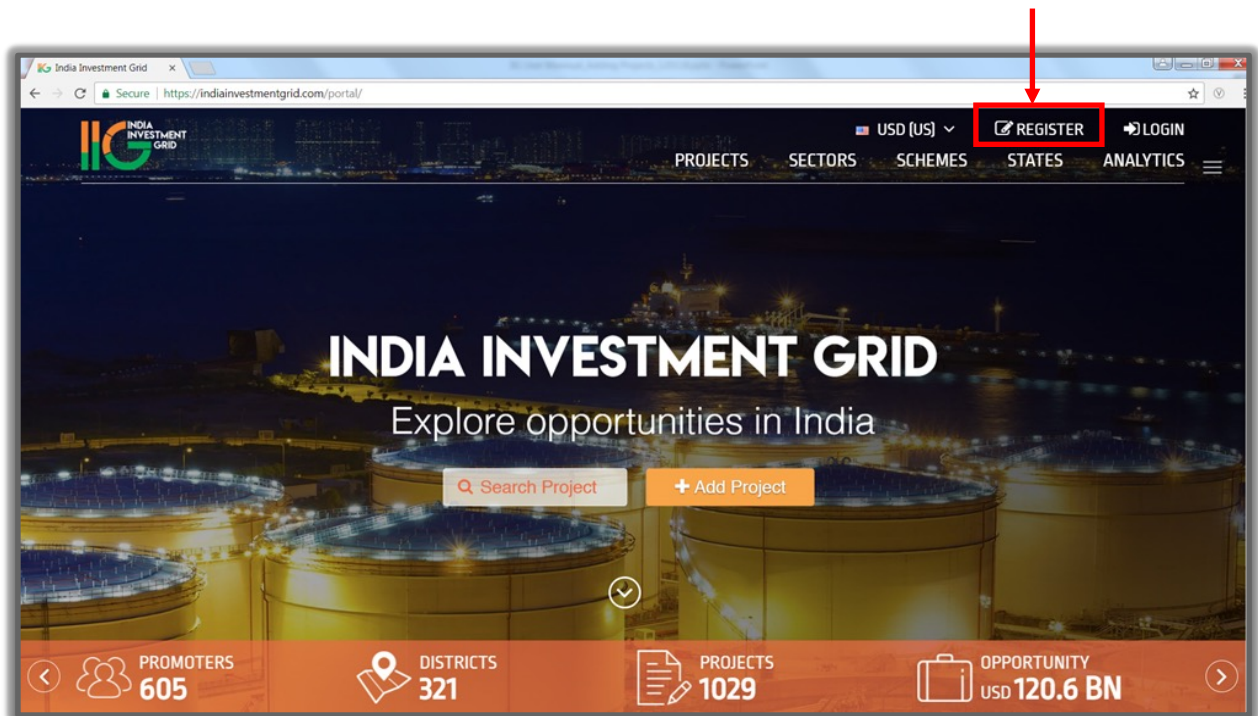 India Investment Grid
Secure | https://indiainvestmentgrid.com/portal/
INDIA
INVESTMENT
GRID
USD (US)
REGISTER
LOGIN
PROJECTS
SECTORS
SCHEMES
STATES
ANALYTICS
INDIA INVESTMENT GRID
Explore opportunities in India
Search Project
+ Add Project
PROMOTERS
605
DISTRICTS
321
PROJECTS
1029
OPPORTUNITY
USD 120.6 BN